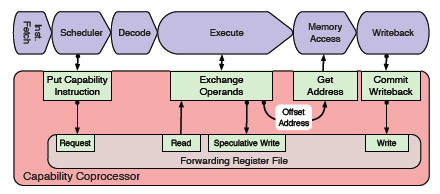 Inst.
Fetch
Scheduler
Decode
Execute
Memory
Access
Writeback
Put Capability
Instruction
Exchange
Operands
Get
Address
Commit
Writeback
Offset
Address
Request
Read
Speculative Write
Write
Forwarding Register File
Capability Coprocessor